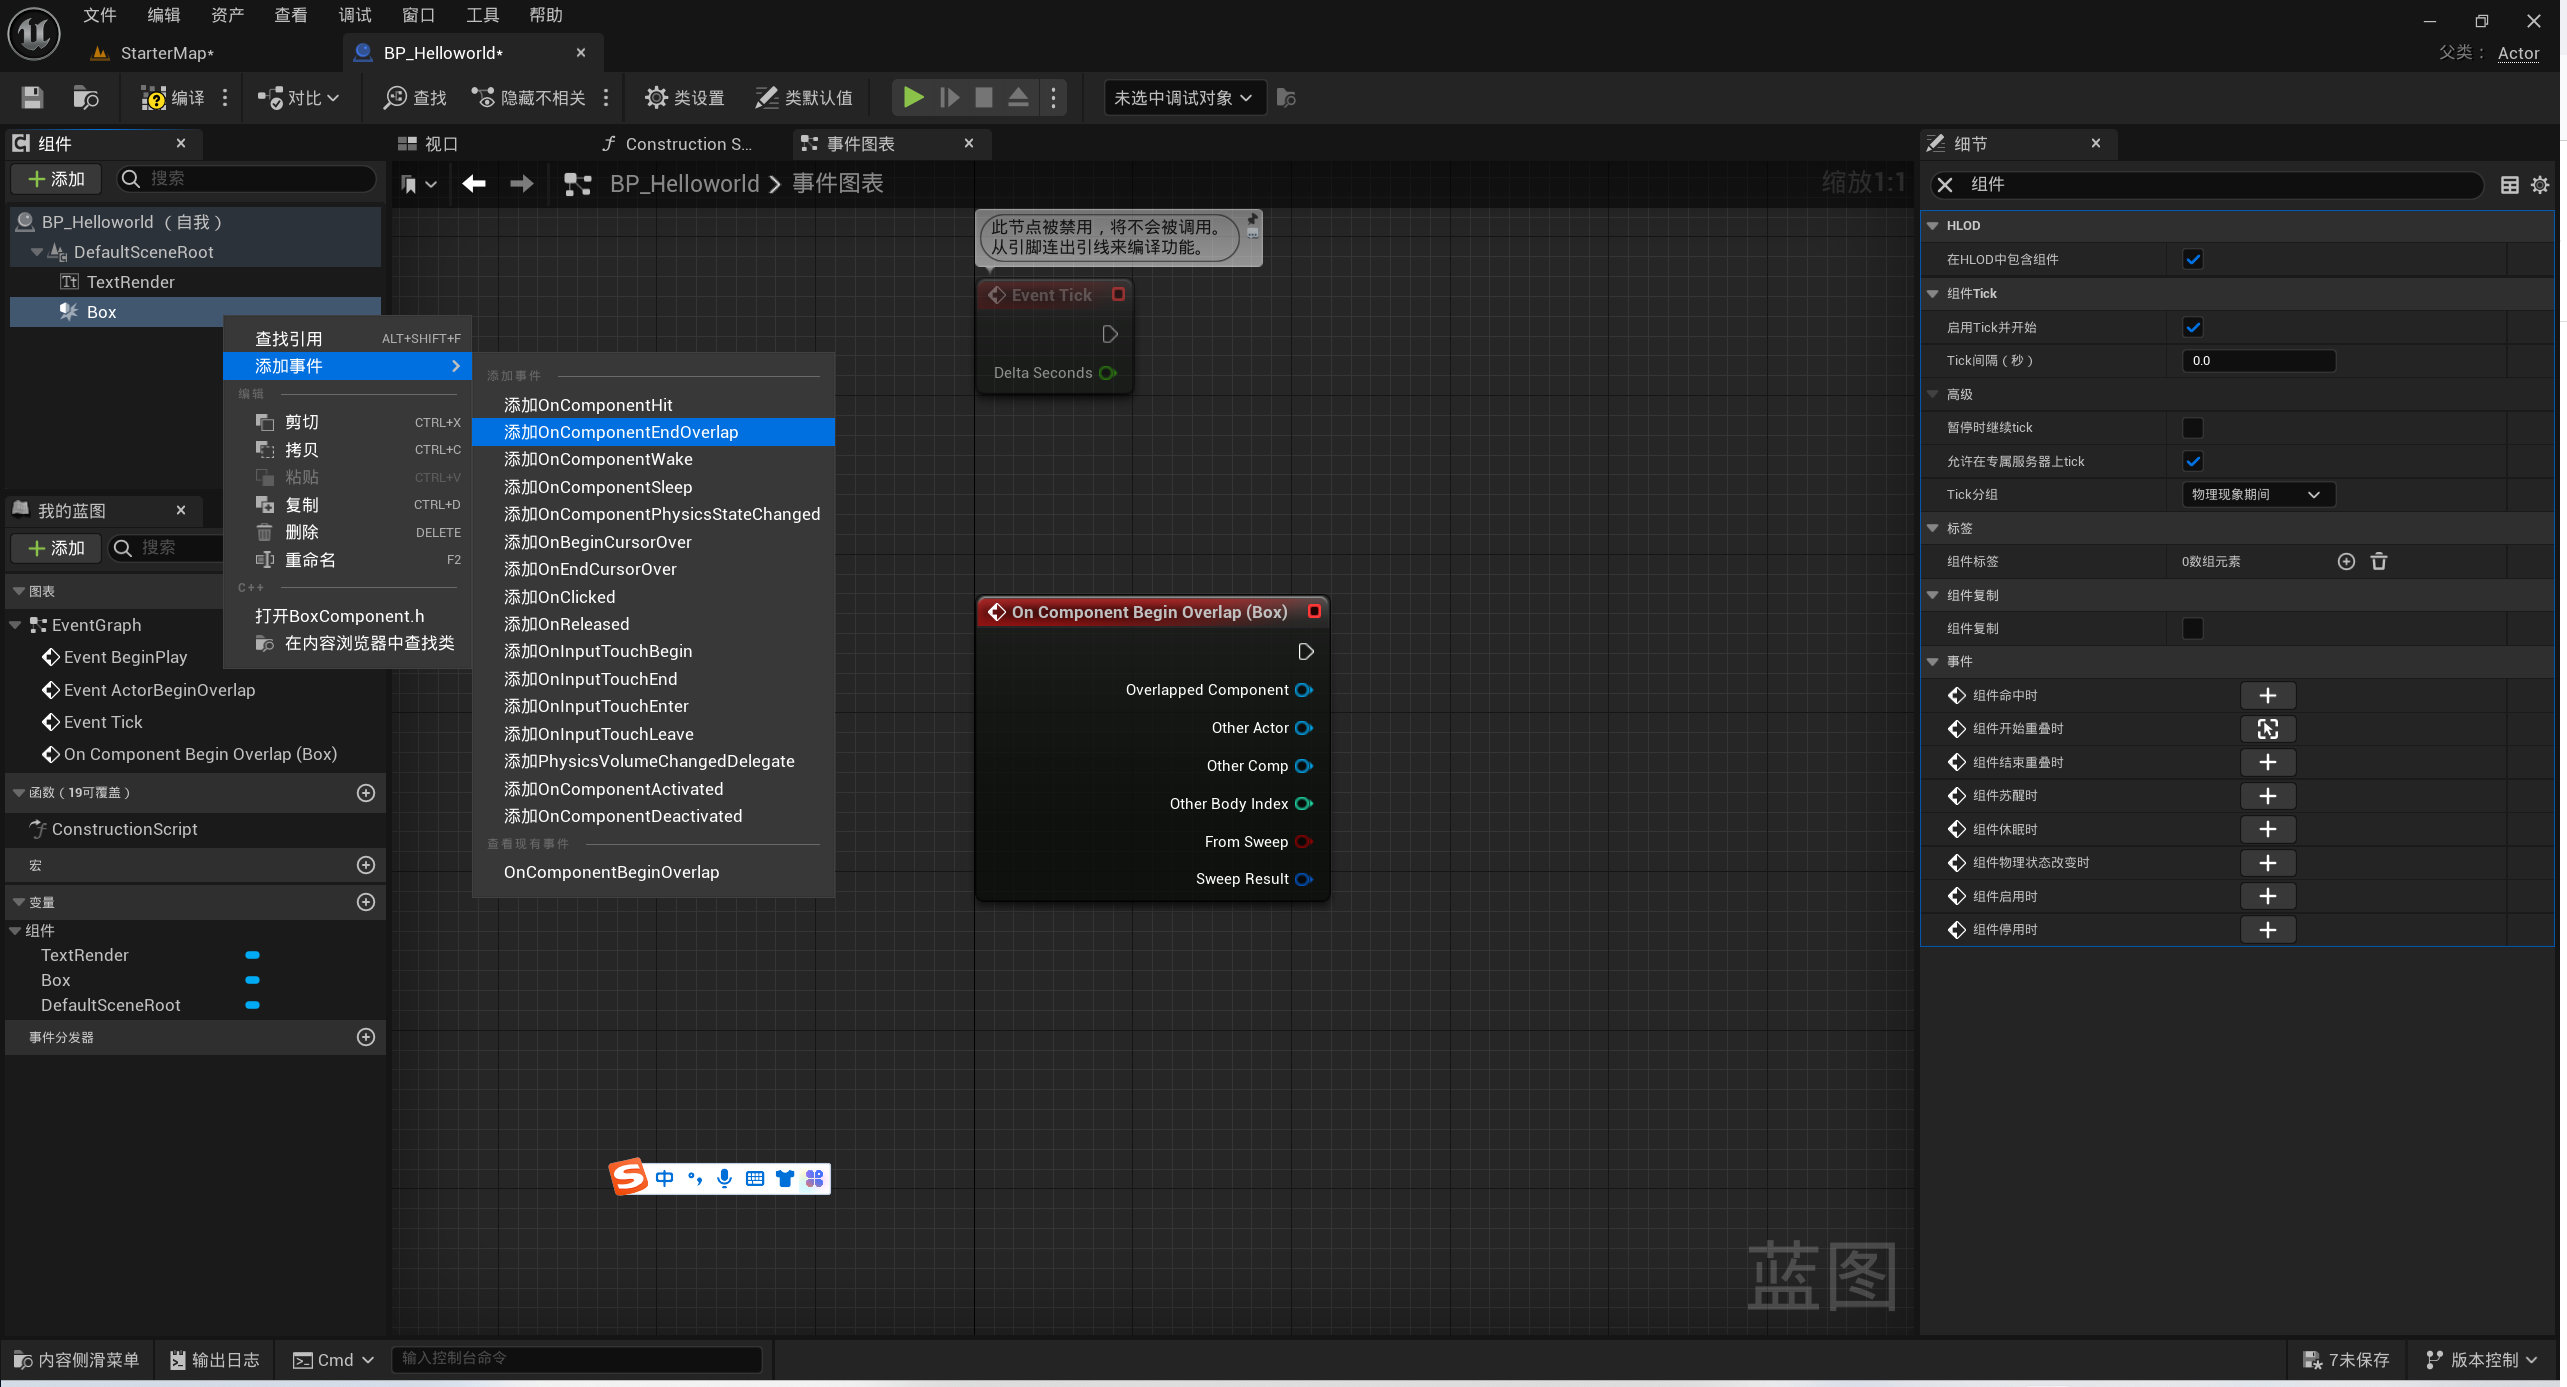 文件 编辑 资产 查看 调试 窗口 工具 帮助
StarterMap* BP_Helloworld*
父类： Actor
编译 对比 查找 隐藏不相关 类设置 类默认值 未选中调试对象
组件
添加 搜索
BP_Helloworld （自我）
DefaultSceneRoot
TextRender
Box
查找引用 ALT+SHIFT+F
添加事件
编辑
剪切 CTRL+X
拷贝 CTRL+C
粘贴 CTRL+V
复制 CTRL+D
删除 DELETE
重命名 F2
C++
打开BoxComponent.h
在内容浏览器中查找类
添加事件
添加OnComponentHit
添加OnComponentEndOverlap
添加OnComponentWake
添加OnComponentSleep
添加OnComponentPhysicsStateChanged
添加OnBeginCursorOver
添加OnEndCursorOver
添加OnClicked
添加OnReleased
添加OnInputTouchBegin
添加OnInputTouchEnd
添加OnInputTouchEnter
添加OnInputTouchLeave
添加PhysicsVolumeChangedDelegate
添加OnComponentActivated
添加OnComponentDeactivated
查看现有事件
OnComponentBeginOverlap
我的蓝图
添加 搜索
图表
EventGraph
Event BeginPlay
Event ActorBeginOverlap
Event Tick
On Component Begin Overlap (Box)
函数（19可覆盖）
ConstructionScript
宏
变量
组件
TextRender
Box
DefaultSceneRoot
事件分发器
视口 Construction S... 事件图表
BP_Helloworld 事件图表 缩放1:1
此节点被禁用，将不会被调用。
从引脚连出引线来编译功能。
Event Tick
Delta Seconds
On Component Begin Overlap (Box)
Overlapped Component
Other Actor
Other Comp
Other Body Index
From Sweep
Sweep Result
中
蓝图
细节
组件
HLOD
在HLOD中包含组件
组件Tick
启用Tick并开始
Tick间隔（秒） 0.0
高级
暂停时继续tick
允许在专属服务器上tick
Tick分组 物理现象期间
标签
组件标签 0数组元素
组件复制
组件复制
事件
组件命中时
组件开始重叠时
组件结束重叠时
组件苏醒时
组件休眠时
组件物理状态改变时
组件启用时
组件停用时
内容侧滑菜单 输出日志 Cmd 输入控制台命令 7未保存 版本控制